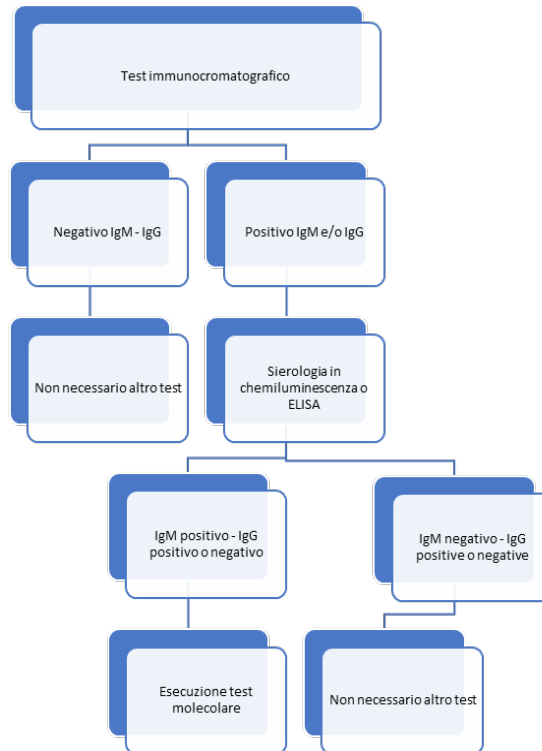 Test immunocromatografico
Negativo IgM - IgG
Positivo IgM e/o IgG
Non necessario altro test
Sierologia in
chemiluminescenza o
ELISA
IgM positivo - IgG
positivo o negativo
IgM negativo - IgG
positive o negative
Esecuzione test
molecolare
Non necessario altro test